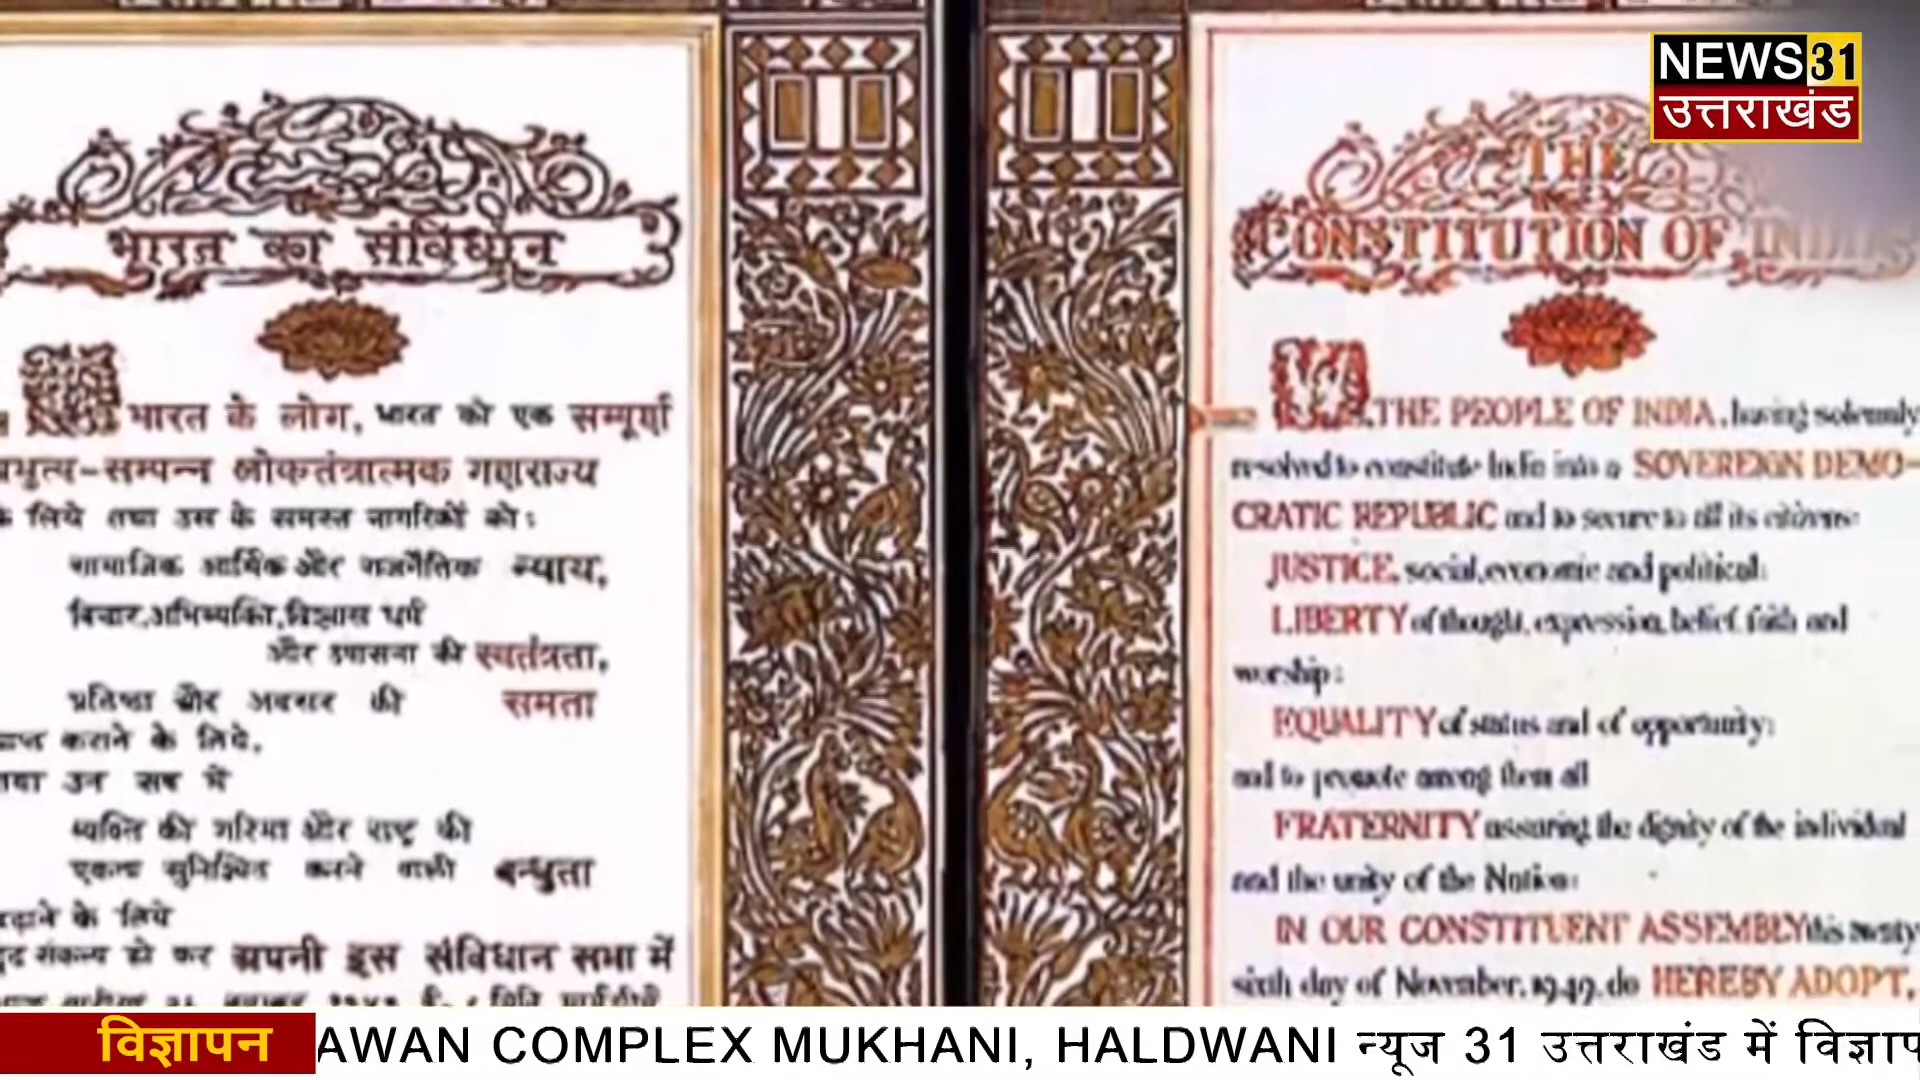 भारत का संविधान
भारत के लोग, भारत को एक सम्पूर्ण
भुत्व-सम्पन्न लोकतंत्रात्मक गणराज्य
के लिये तथा उस के समस्त नागरिकों को:
सामाजिक आर्थिक और राजनैतिक न्याय,
विचार, अभिव्यक्ति, विश्वास धर्म
और उपासना की स्वतंत्रता,
प्रतिष्ठा और अवसर की समता
कराने के लिये,
तथा उन सब में
व्यक्ति की गरिमा और राष्ट्र की
एकता सुनिश्चित करने वाली बन्धुता
बढ़ाने के लिये
संकल्प हो कर अपनी इस संविधान सभा में
THE
CONSTITUTION OF INDIA
WE, THE PEOPLE OF INDIA, having solemnly
resolved to constitute India into a SOVEREIGN DEMO-
CRATIC REPUBLIC and to secure to all its citizens:
JUSTICE, social, economic and political;
LIBERTY of thought, expression, belief, faith and
worship;
EQUALITY of status and of opportunity;
and to promote among them all
FRATERNITY assuring the dignity of the individual
and the unity of the Nation;
IN OUR CONSTITUENT ASSEMBLY this twenty
sixth day of November, 1949, do HEREBY ADOPT,
NEWS 31
उत्तराखंड
विज्ञापन AWAN COMPLEX MUKHANI, HALDWANI न्यूज 31 उत्तराखंड में विज्ञाप